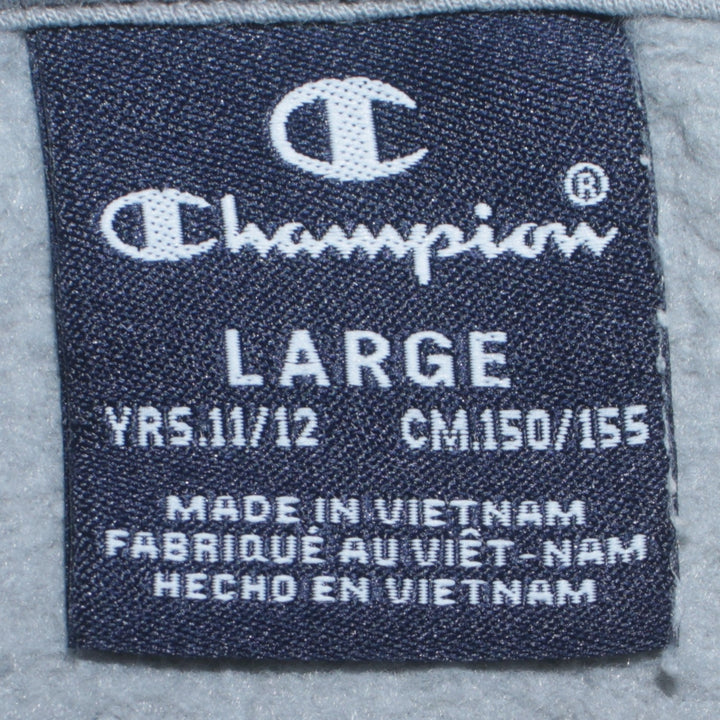 C
Champion®
LARGE
YRS.11/12 CM.150/155
MADE IN VIETNAM
FABRIQUÉ AU VIÊT-NAM
HECHO EN VIETNAM